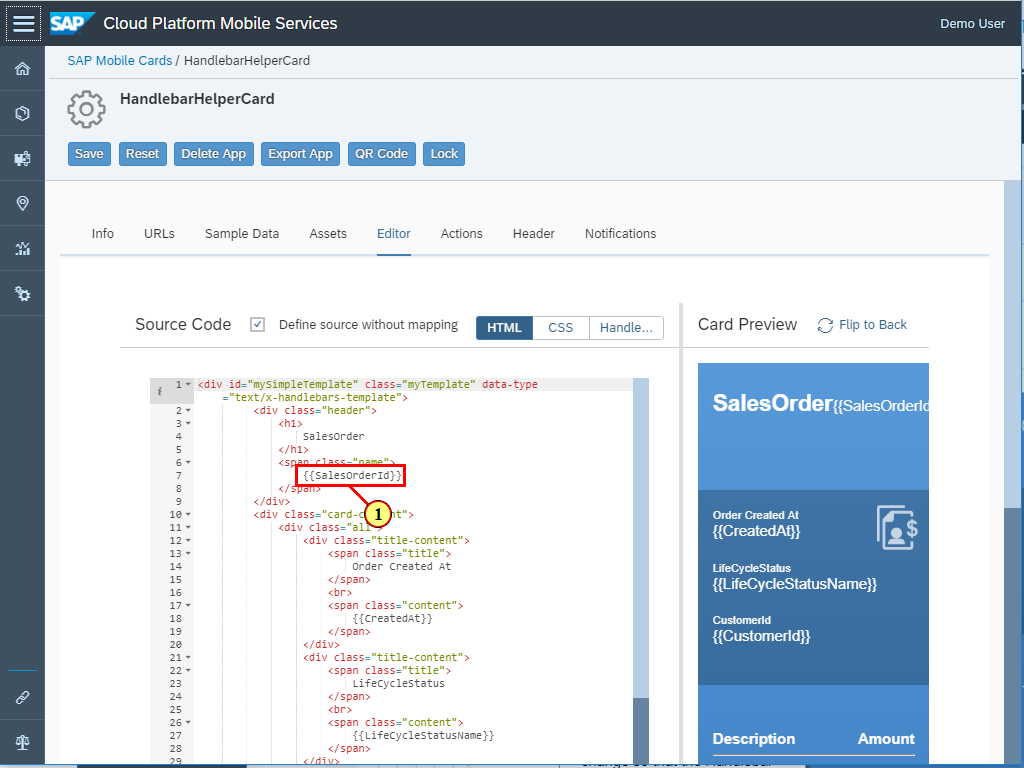 SAP Cloud Platform Mobile Services
Demo User
SAP Mobile Cards / HandlebarHelperCard
HandlebarHelperCard
Save Reset Delete App Export App QR Code Lock
Info URLs Sample Data Assets Editor Actions Header Notifications
Source Code Define source without mapping HTML CSS Handle...
i 1 <div id="mySimpleTemplate" class="myTemplate" data-type
="text/x-handlebars-template">
2 <div class="header">
3 <h1>
4 SalesOrder
5 </h1>
6 <span class="name">
7 {{SalesOrderId}}
8 </span>
9 </div>
1
10 <div class="card-content">
11 <div class="all">
12 <div class="title-content">
13 <span class="title">
14 Order Created At
15 </span>
16 <br>
17 <span class="content">
18 {{CreatedAt}}
19 </span>
20 </div>
21 <div class="title-content">
22 <span class="title">
23 LifeCycleStatus
24 </span>
25 <br>
26 <span class="content">
27 {{LifeCycleStatusName}}
28 </span>
29 </div>
Card Preview Flip to Back
SalesOrder{{SalesOrderId
Order Created At
{{CreatedAt}}
LifeCycleStatus
{{LifeCycleStatusName}}
CustomerId
{{CustomerId}}
Description Amount